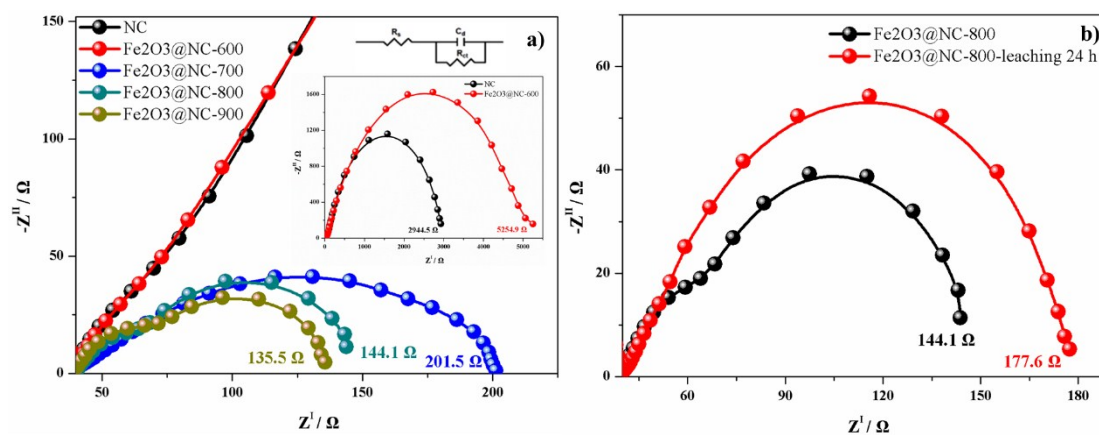 a)
NC
Fe2O3@NC-600
Fe2O3@NC-700
Fe2O3@NC-800
Fe2O3@NC-900
Rs
Cd
Rct
NC
Fe2O3@NC-600
-Z^II / Ω
1600
1200
800
400
0
0 1000 2000 3000 4000 5000
Z^I / Ω
2944.5 Ω
5254.9 Ω
-Z^II / Ω
150
100
50
0
50 100 150 200
Z^I / Ω
135.5 Ω
144.1 Ω
201.5 Ω
b)
Fe2O3@NC-800
Fe2O3@NC-800-leaching 24 h
-Z^II / Ω
60
40
20
0
60 90 120 150 180
Z^I / Ω
144.1 Ω
177.6 Ω